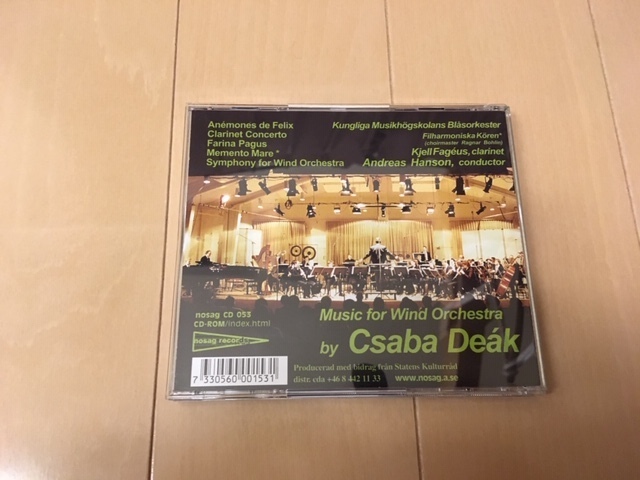 Anémones de Felix
Clarinet Concerto
Farina Pagus
Memento Mare *
Symphony for Wind Orchestra
Kungliga Musikhögskolans Blåsorkester
Filharmoniska Kören*
(choirmaster Ragnar Bohlin)
Kjell Fagéus, clarinet
Andreas Hanson, conductor
nosag CD 053
CD-ROM/index.html
nosag records
Music for Wind Orchestra
by Csaba Deák
7 330560 001531
Producerad med bidrag från Statens Kulturråd
distr. cda +46 8 442 11 33 www.nosag.a.se